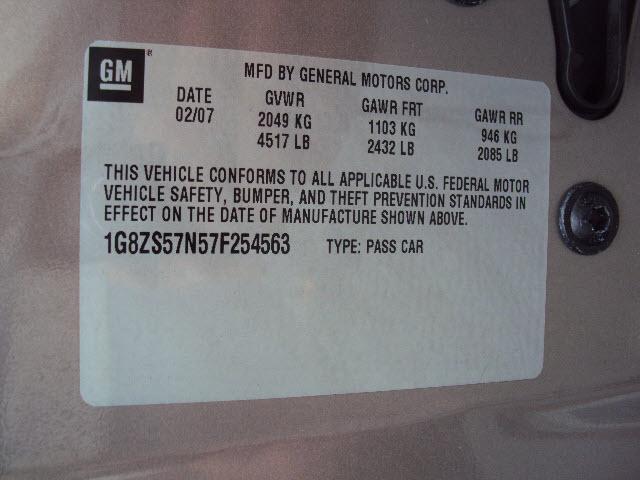 GM ®
MFD BY GENERAL MOTORS CORP.
DATE GVWR GAWR FRT GAWR RR
02/07 2049 KG 1103 KG 946 KG
4517 LB 2432 LB 2085 LB
THIS VEHICLE CONFORMS TO ALL APPLICABLE U.S. FEDERAL MOTOR
VEHICLE SAFETY, BUMPER, AND THEFT PREVENTION STANDARDS IN
EFFECT ON THE DATE OF MANUFACTURE SHOWN ABOVE.
1G8ZS57N57F254563 TYPE: PASS CAR